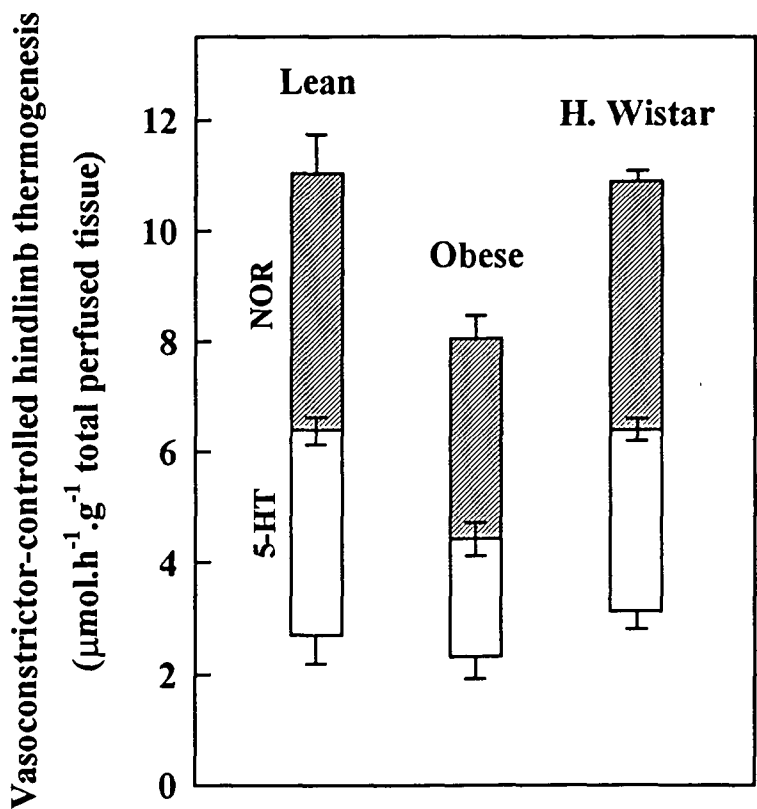 Vasoconstrictor-controlled hindlimb thermogenesis
(μmol.h⁻¹.g⁻¹ total perfused tissue)
12
10
8
6
4
2
0
Lean
Obese
H. Wistar
NOR
5-HT